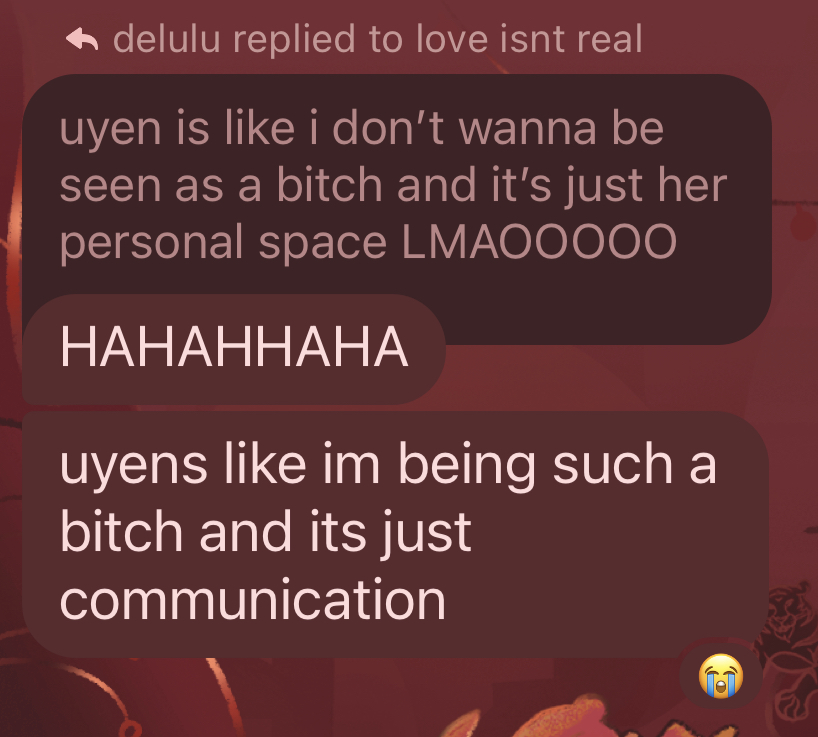 delulu replied to love isnt real
uyen is like i don’t wanna be
seen as a bitch and it’s just her
personal space LMAOOOOO
HAHAHHAHA
uyens like im being such a
bitch and its just
communication